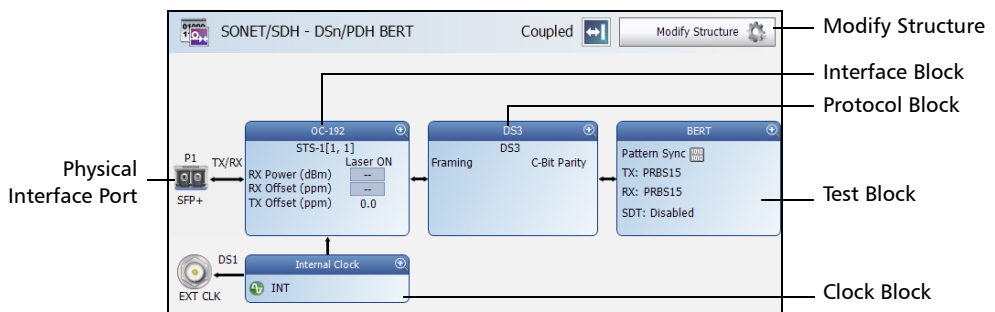 SONET/SDH - DSn/PDH BERT
Coupled
Modify Structure
Modify Structure
Interface Block
Protocol Block
Physical
Interface Port
P1
TX/RX
SFP+
OC-192
STS-1[1, 1]
Laser ON
RX Power (dBm) --
RX Offset (ppm) --
TX Offset (ppm) 0.0
DS3
DS3
Framing C-Bit Parity
BERT
Pattern Sync
TX: PRBS15
RX: PRBS15
SDT: Disabled
Test Block
DS1
EXT CLK
Internal Clock
INT
Clock Block